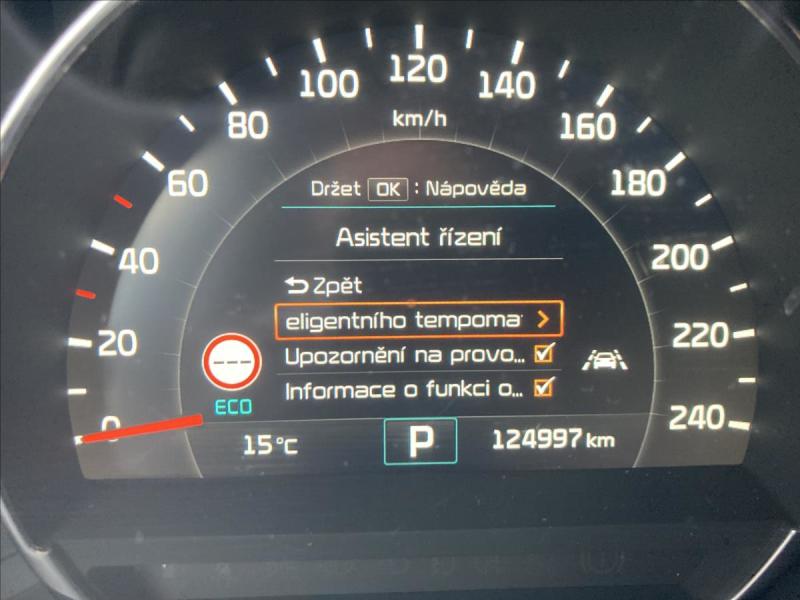 120
100
140
km/h
80
160
60
180
Držet OK : Nápověda
Asistent řízení
40
200
Zpět
eligentního tempoma
20
220
---
Upozornění na provo...
Informace o funkci o...
ECO
0
240
15°C
P
124997 km